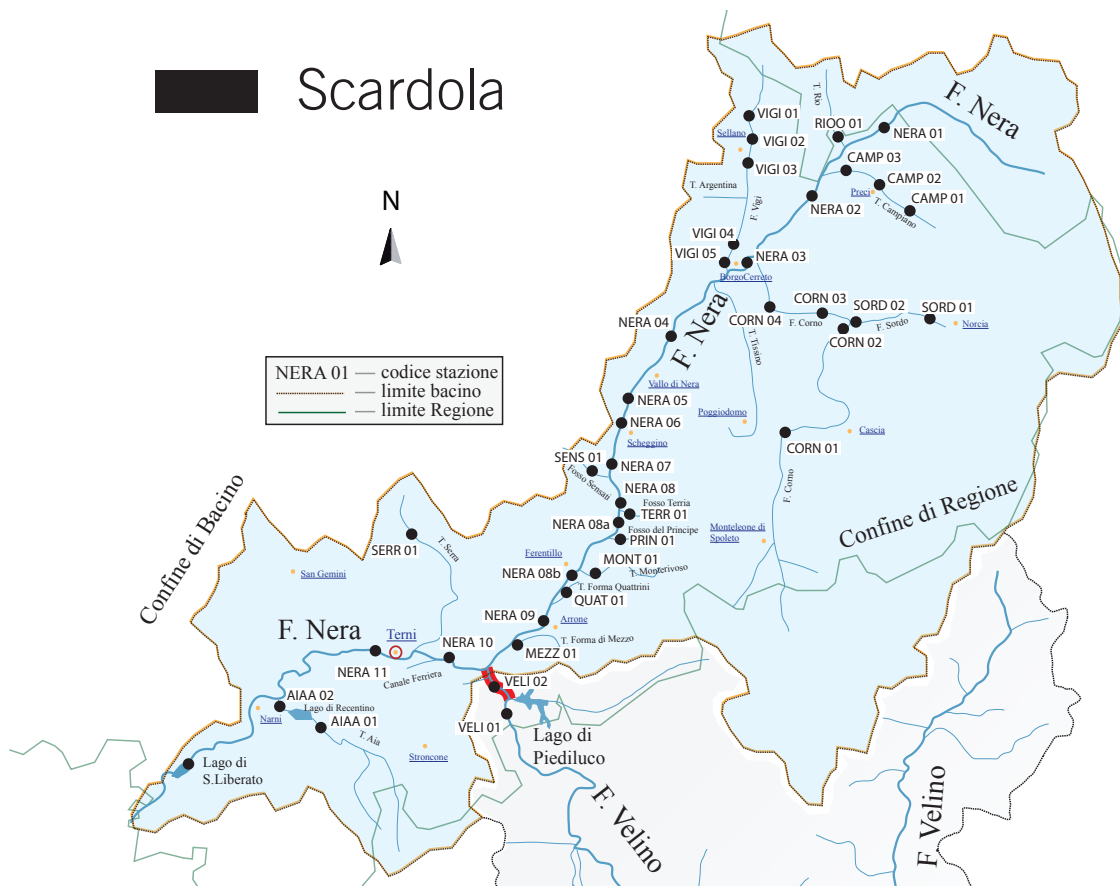 Scardola
N
NERA 01
codice stazione
limite bacino
limite Regione
Confine di Bacino
Confine di Regione
F. Nera
F. Nera
F. Nera
F. Velino
F. Velino
T. Rio
VIGI 01
Sellano
VIGI 02
VIGI 03
RIOO 01
NERA 01
CAMP 03
CAMP 02
Preci
CAMP 01
T. Campiano
T. Argentina
F. Vigi
NERA 02
VIGI 04
VIGI 05
NERA 03
BorgoCerreto
CORN 03
SORD 02
SORD 01
CORN 04
F. Corno
F. Sordo
Norcia
CORN 02
NERA 04
T. Tissino
Vallo di Nera
NERA 05
Poggiodomo
NERA 06
Scheggino
CORN 01
Cascia
SENS 01
NERA 07
Fosso Sensati
F. Corno
NERA 08
Fosso Terria
TERR 01
NERA 08a
Fosso del Principe
PRIN 01
Monteleone di
Spoleto
SERR 01
T. Serra
Ferentillo
MONT 01
San Gemini
NERA 08b
T. Monterivoso
T. Forma Quattrini
QUAT 01
NERA 09
Arrone
Terni
NERA 10
T. Forma di Mezzo
MEZZ 01
NERA 11
Canale Ferriera
VELI 02
AIAA 02
Lago di Recentino
Narni
AIAA 01
VELI 01
T. Aia
Lago di
Piediluco
Stroncone
Lago di
S.Liberato